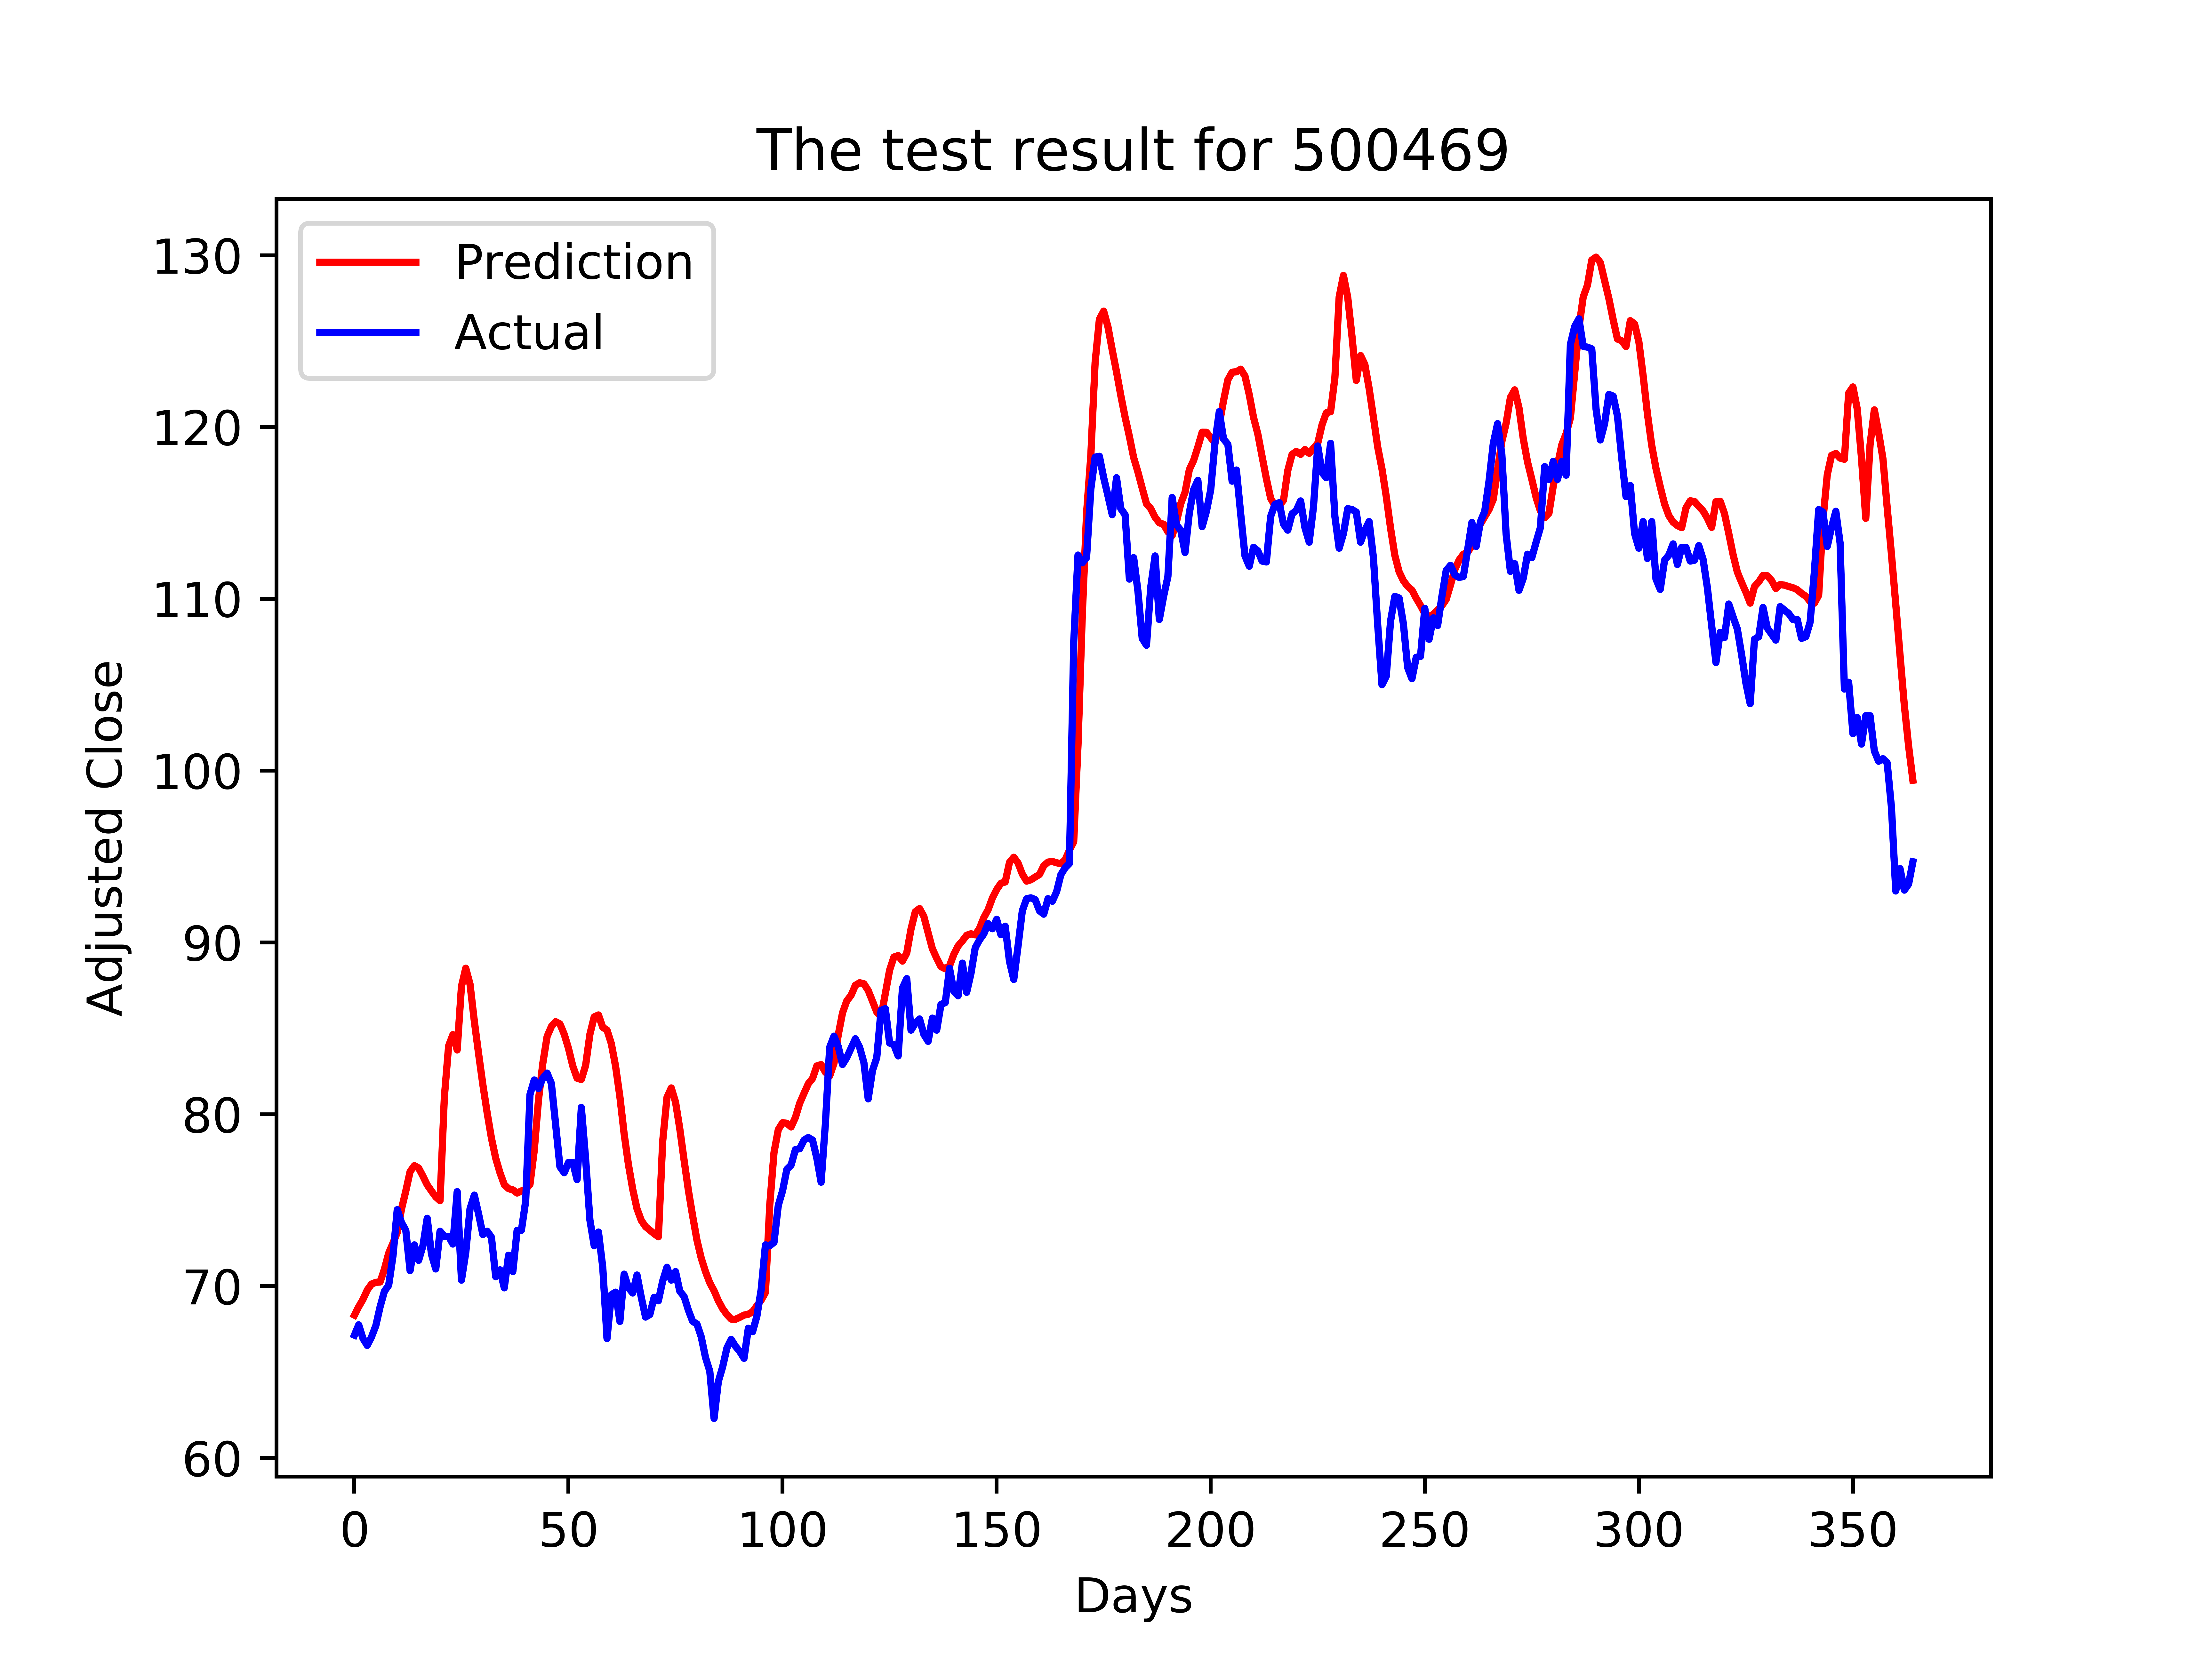 The test result for 500469
Prediction
Actual
130
120
110
100
90
80
70
60
Adjusted Close
0 50 100 150 200 250 300 350
Days